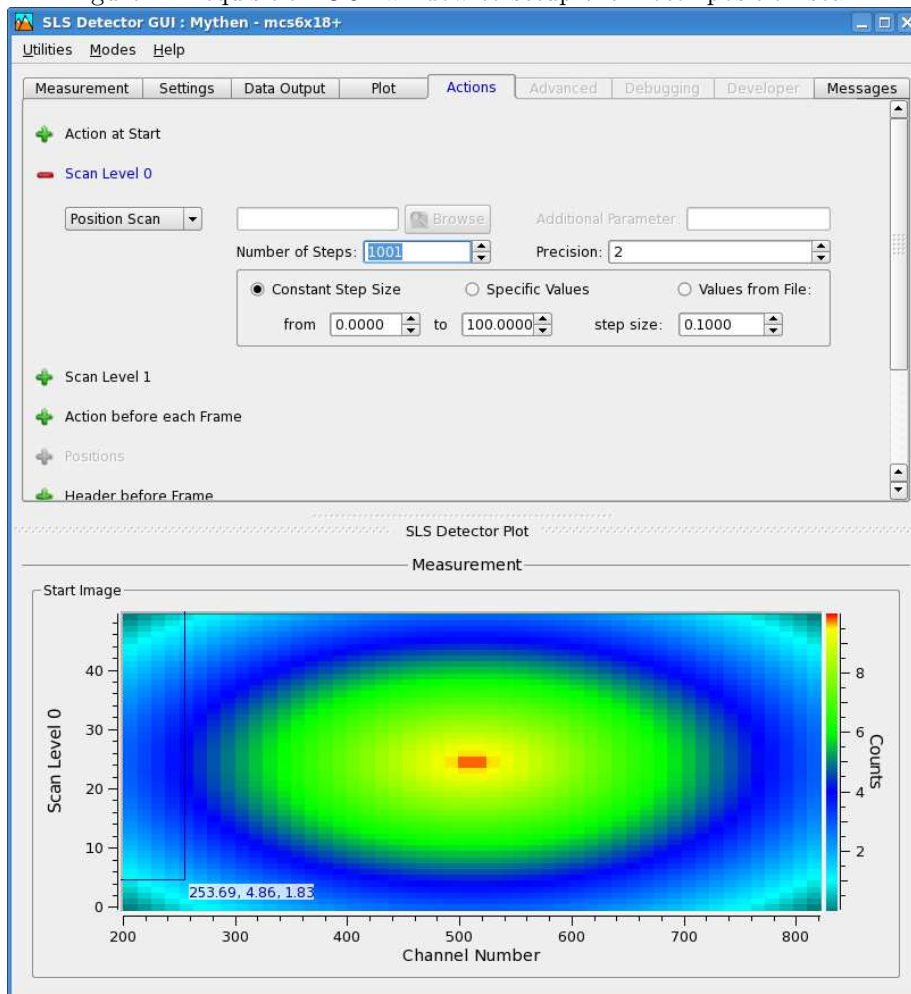 SLS Detector GUI : Mythen - mcs6x18+
Utilities Modes Help
Measurement Settings Data Output Plot Actions Advanced Debugging Developer Messages
Action at Start
Scan Level 0
Position Scan Browse Additional Parameter:
Number of Steps: 1001 Precision: 2
Constant Step Size Specific Values Values from File:
from 0.0000 to 100.0000 step size: 0.1000
Scan Level 1
Action before each Frame
Positions
Header before Frame
SLS Detector Plot
Measurement
Start Image
Scan Level 0
40
30
20
10
0
253.69, 4.86, 1.83
200 300 400 500 600 700 800
Channel Number
8
6
4
2
Counts